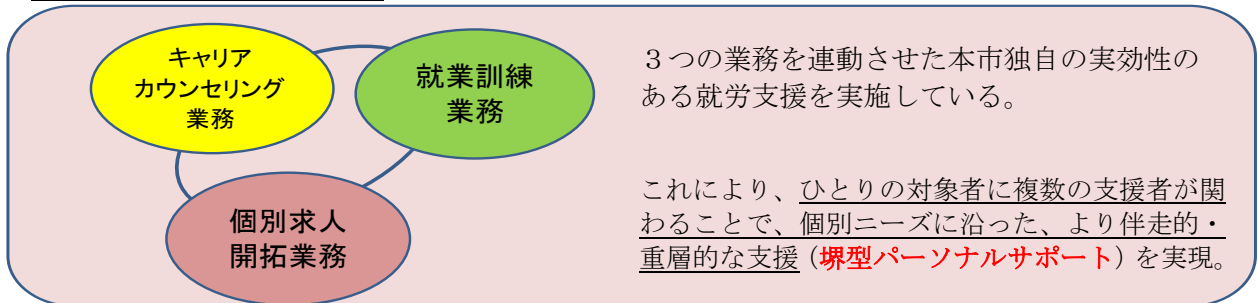 キャリア
カウンセリング
業務
就業訓練
業務
個別求人
開拓業務
３つの業務を連動させた本市独自の実効性の
ある就労支援を実施している。
これにより、ひとりの対象者に複数の支援者が関
わることで、個別ニーズに沿った、より伴走的・
重層的な支援（堺型パーソナルサポート）を実現。